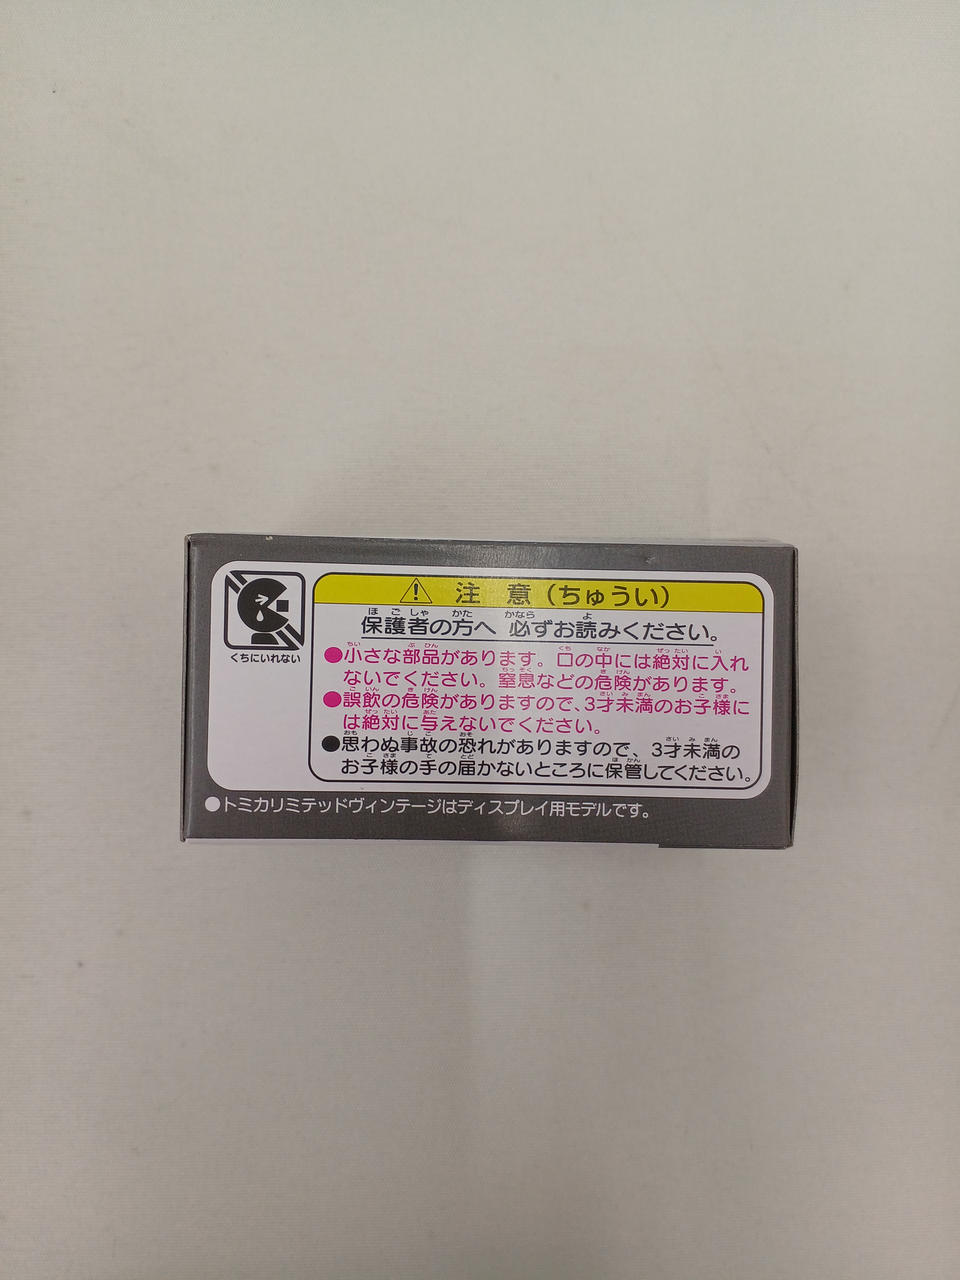 注意(ちゅうい)
保護者の方へ 必ずお読みください。
●小さな部品があります。口の中には絶対に入れ
ないでください。窒息などの危険があります。
●誤飲の危険がありますので、3才未満のお子様に
は絶対に与えないでください。
●思わぬ事故の恐れがありますので、3才未満の
お子様の手の届かないところに保管してください。
くちにいれない
●トミカリミテッドヴィンテージはディスプレイ用モデルです。